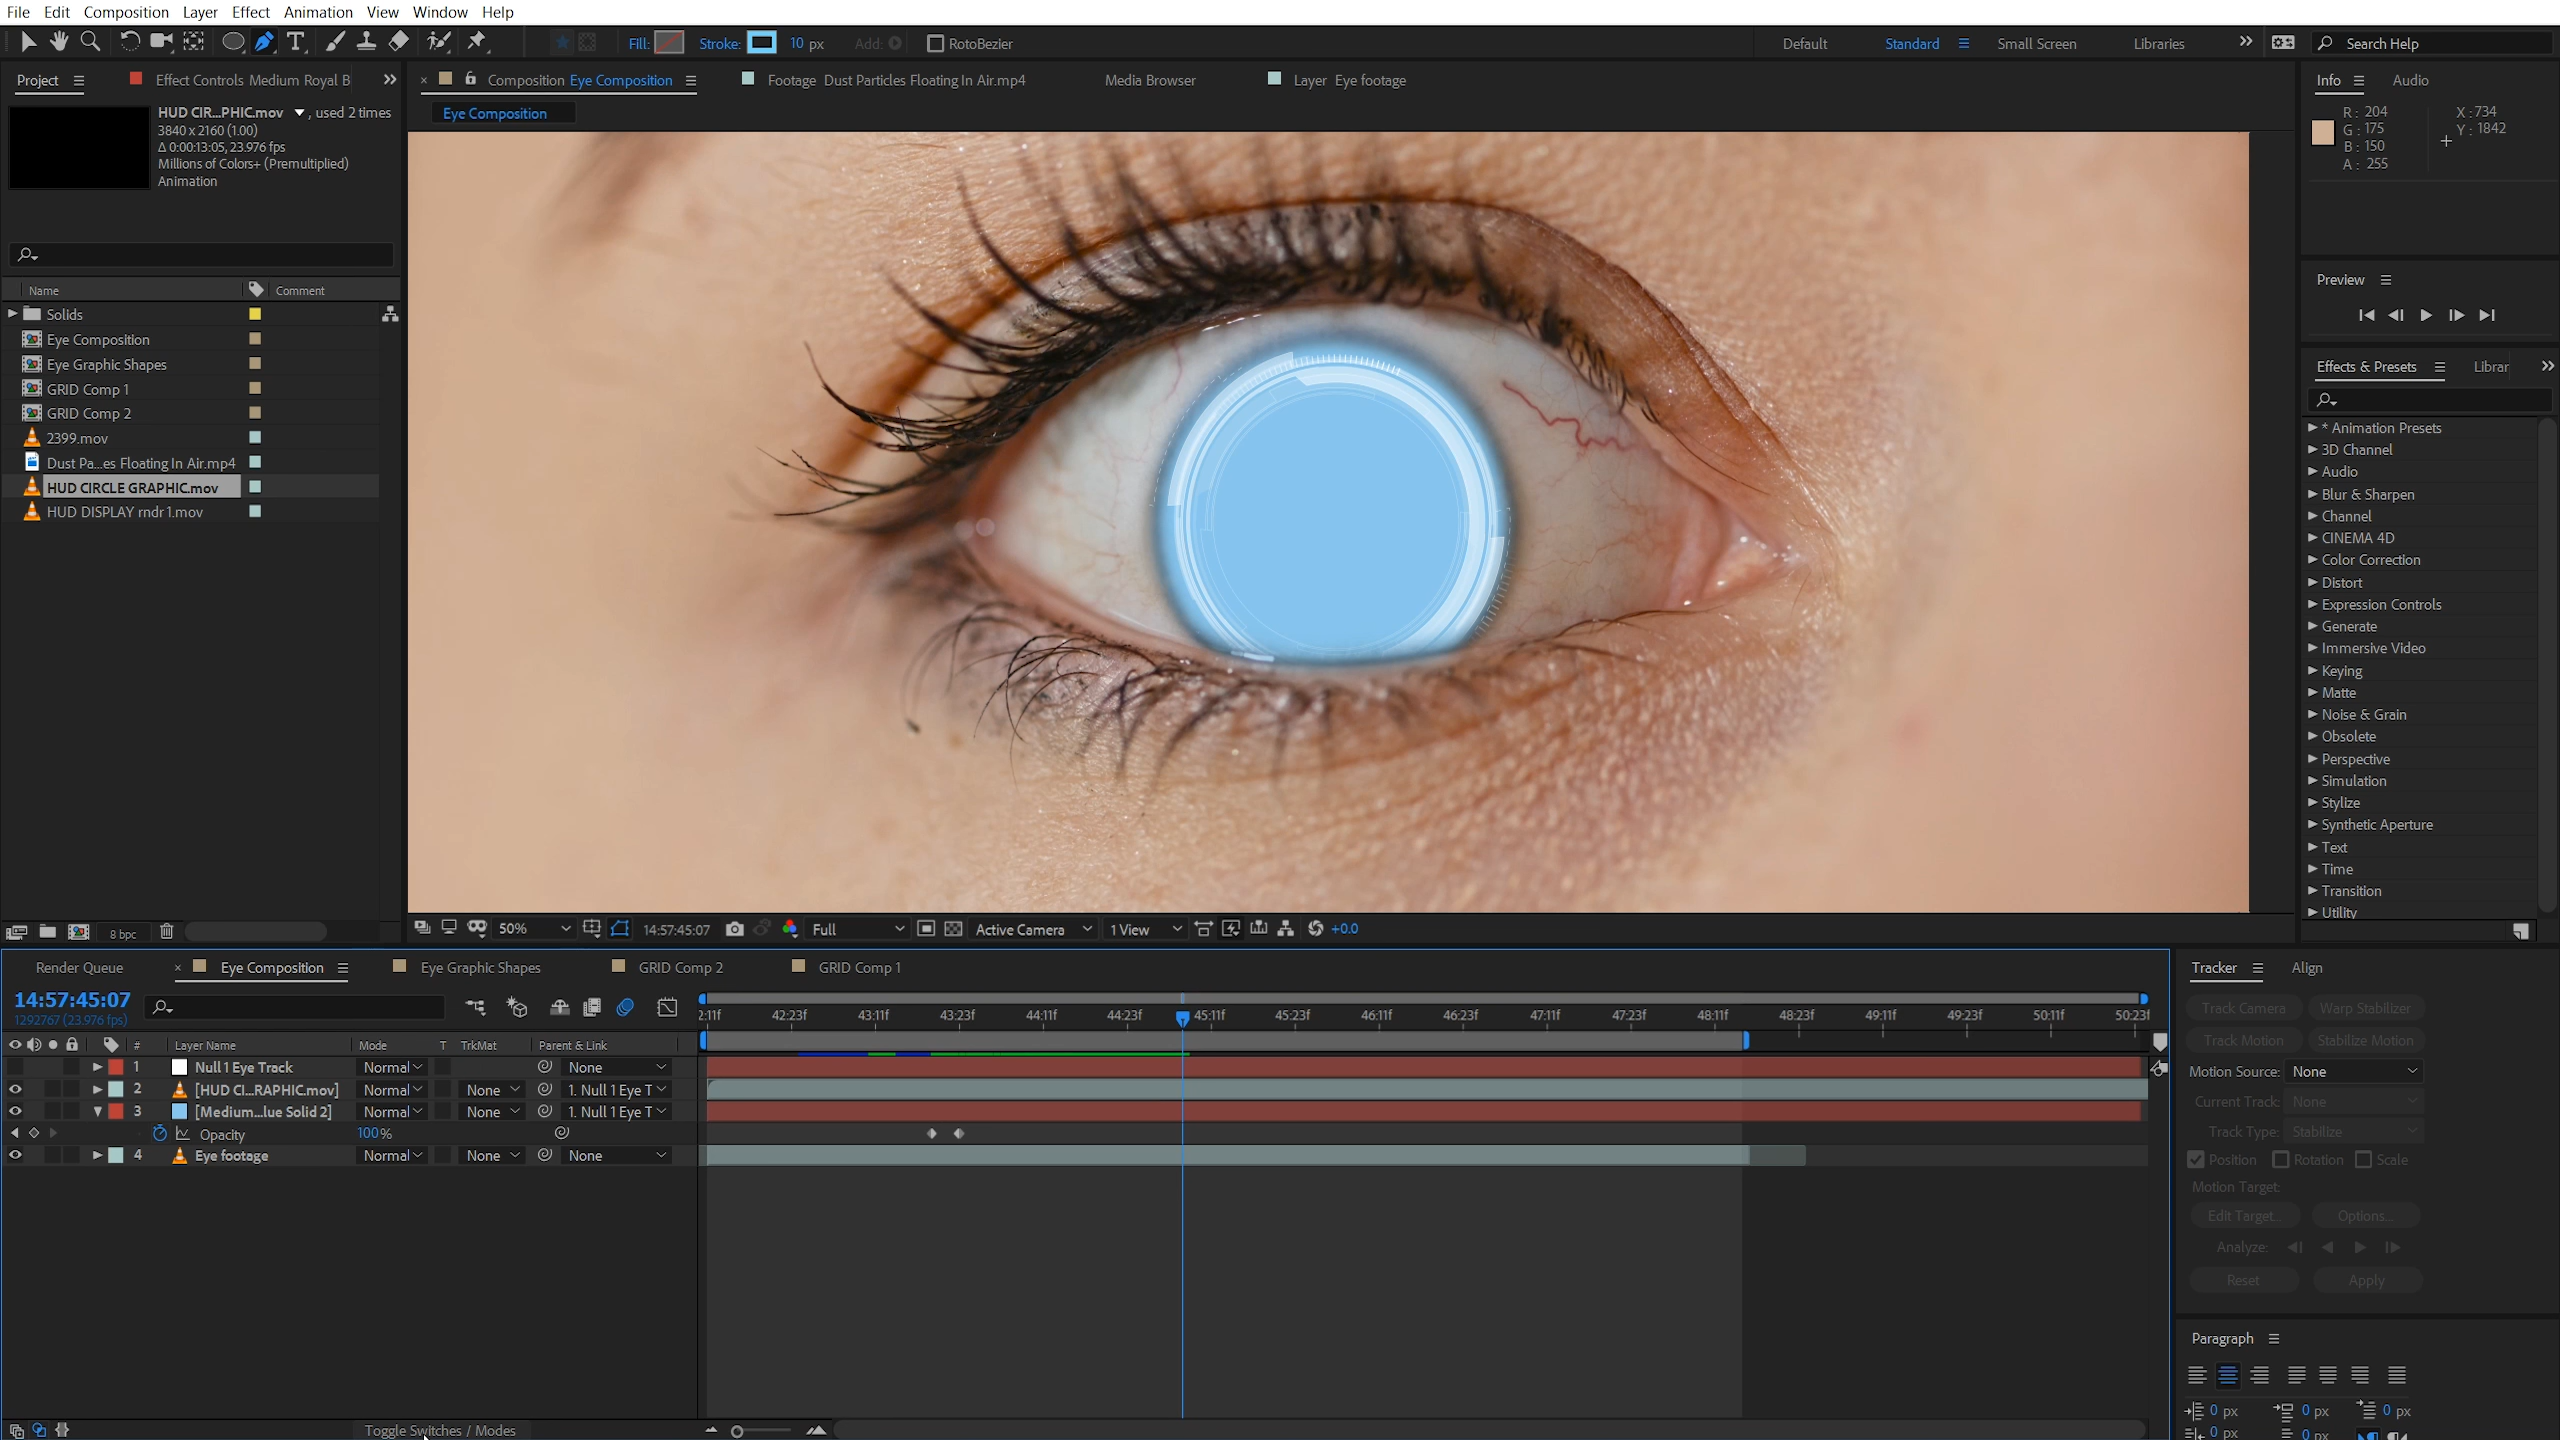 File Edit Composition Layer Effect Animation View Window Help
Fill: Stroke: 10 px Add: RotoBezier Default Standard Small Screen Libraries Search Help
Project Effect Controls Medium Royal B
HUD CIR...PHIC.mov , used 2 times
3840 x 2160 (1.00)
Δ 0:00:13:05, 23.976 fps
Millions of Colors+ (Premultiplied)
Animation
Name Comment
Solids
Eye Composition
Eye Graphic Shapes
GRID Comp 1
GRID Comp 2
2399.mov
Dust Pa...es Floating In Air.mp4
HUD CIRCLE GRAPHIC.mov
HUD DISPLAY rndr 1.mov
8 bpc
Composition Eye Composition Footage Dust Particles Floating In Air.mp4 Media Browser Layer Eye footage
Eye Composition
50% 14:57:45:07 Full Active Camera 1 View +0.0
Info Audio
R: 204 X: 734
G: 175 Y: 1842
B: 150
A: 255
Preview
Effects & Presets Librar
* Animation Presets
3D Channel
Audio
Blur & Sharpen
Channel
CINEMA 4D
Color Correction
Distort
Expression Controls
Generate
Immersive Video
Keying
Matte
Noise & Grain
Obsolete
Perspective
Simulation
Stylize
Synthetic Aperture
Text
Time
Transition
Utility
Render Queue Eye Composition Eye Graphic Shapes GRID Comp 2 GRID Comp 1
14:57:45:07
1292767 (23.976 fps)
2:11f 42:23f 43:11f 43:23f 44:11f 44:23f 45:11f 45:23f 46:11f 46:23f 47:11f 47:23f 48:11f 48:23f 49:11f 49:23f 50:11f 50:23f
# Layer Name Mode T TrkMat Parent & Link
1 Null 1 Eye Track Normal None
2 [HUD CI...RAPHIC.mov] Normal None 1. Null 1 Eye T
3 [Medium...lue Solid 2] Normal None 1. Null 1 Eye T
Opacity 100%
4 Eye footage Normal None None
Toggle Switches / Modes
Tracker Align
Track Camera Warp Stabilizer
Track Motion Stabilize Motion
Motion Source: None
Current Track: None
Track Type: Stabilize
Position Rotation Scale
Motion Target:
Edit Target... Options...
Analyze:
Reset Apply
Paragraph
0 px 0 px 0 px
0 px 0 px